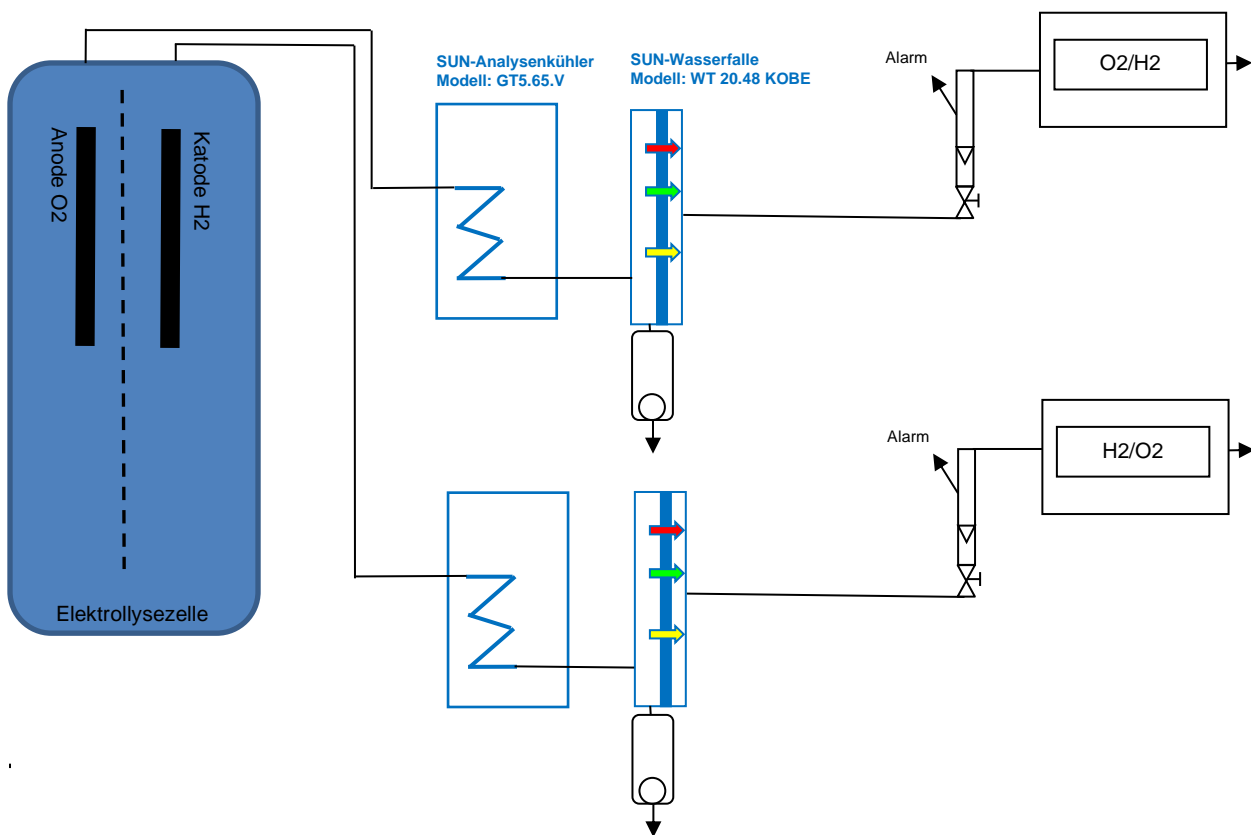 SUN-Analysenkühler
Modell: GT5.65.V
SUN-Wasserfalle
Modell: WT 20.48 KOBE
Alarm
O2/H2
Anode O2
Katode H2
Alarm
H2/O2
Elektrollysezelle